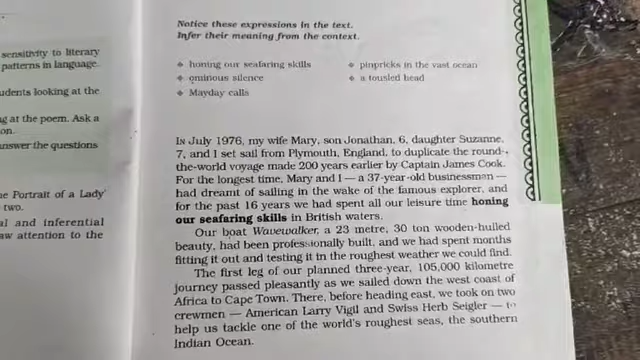 sensitivity to literary
patterns in language.
udents looking at the
ng at the poem. Ask a
on.
answer the questions
he Portrait of a Lady'
two.
al and inferential
aw attention to the
Notice these expressions in the text.
Infer their meaning from the context.
❖ honing our seafaring skills
❖ ominous silence
❖ Mayday calls
❖ pinpricks in the vast ocean
❖ a tousled head
IN July 1976, my wife Mary, son Jonathan, 6, daughter Suzanne,
7, and I set sail from Plymouth, England, to duplicate the round-
the-world voyage made 200 years earlier by Captain James Cook.
For the longest time, Mary and I — a 37-year-old businessman —
had dreamt of sailing in the wake of the famous explorer, and
for the past 16 years we had spent all our leisure time honing
our seafaring skills in British waters.
Our boat Wavewalker, a 23 metre, 30 ton wooden-hulled
beauty, had been professionally built, and we had spent months
fitting it out and testing it in the roughest weather we could find.
The first leg of our planned three-year, 105,000 kilometre
journey passed pleasantly as we sailed down the west coast of
Africa to Cape Town. There, before heading east, we took on two
crewmen — American Larry Vigil and Swiss Herb Seigler — to
help us tackle one of the world's roughest seas, the southern
Indian Ocean.